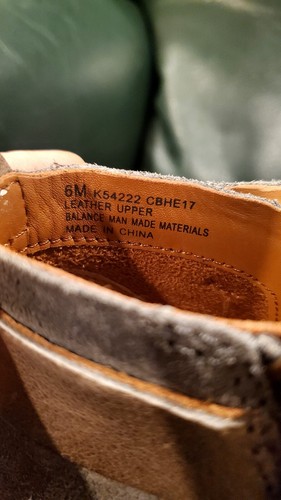 6M K54222 CBHE17
LEATHER UPPER
BALANCE MAN MADE MATERIALS
MADE IN CHINA